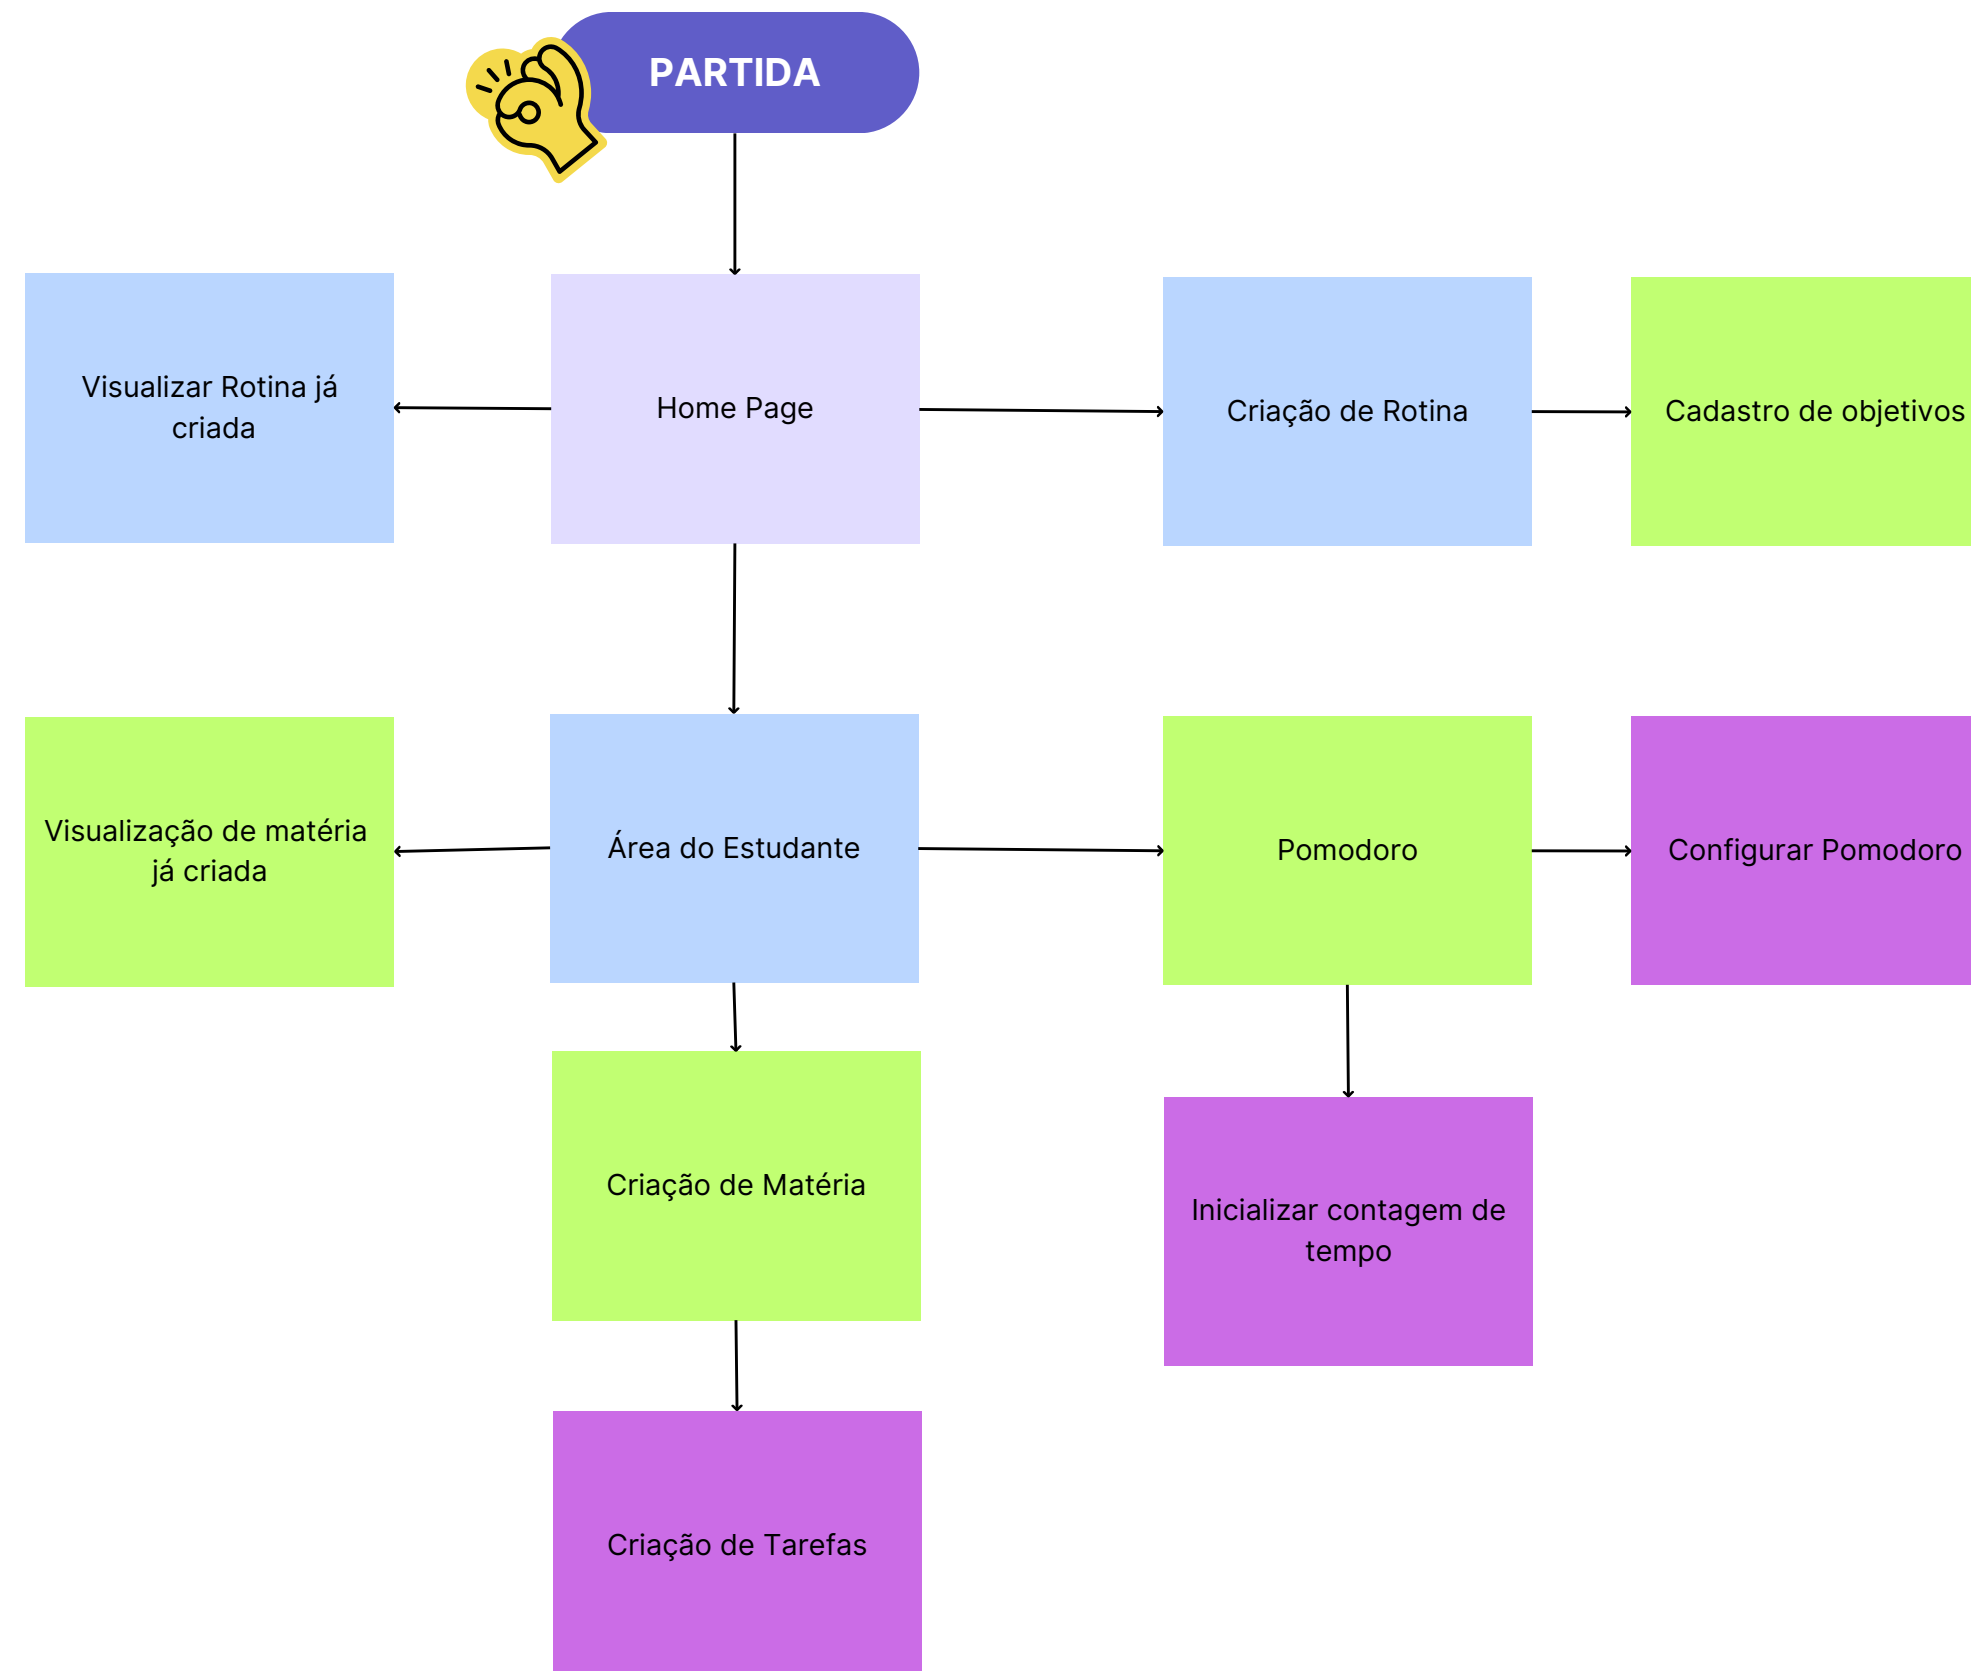 PARTIDA
Visualizar Rotina já
criada
Home Page
Criação de Rotina
Cadastro de objetivos
Visualização de matéria
já criada
Área do Estudante
Pomodoro
Configurar Pomodoro
Criação de Matéria
Inicializar contagem de
tempo
Criação de Tarefas